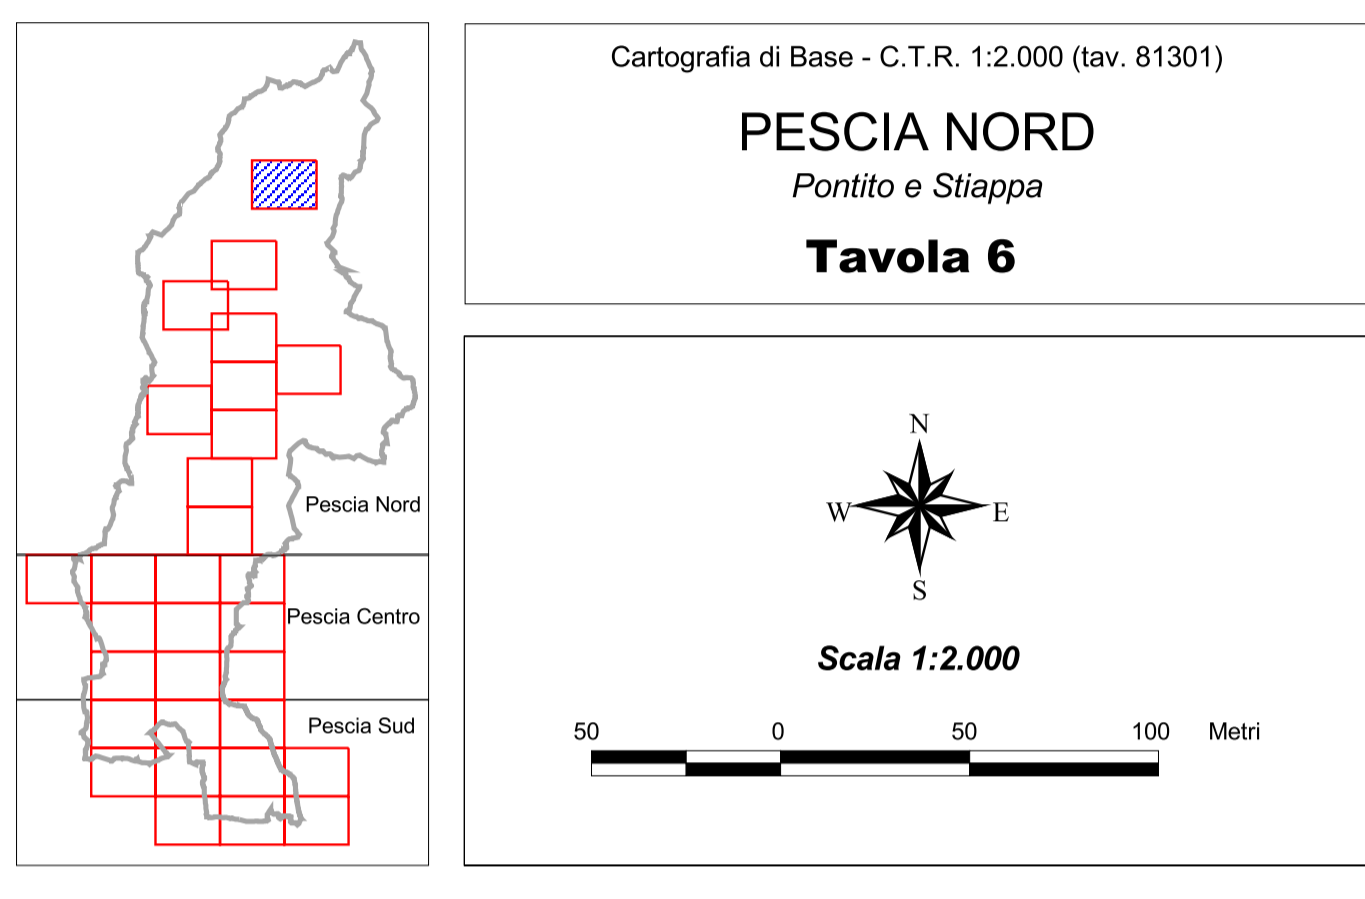 Cartografia di Base - C.T.R. 1:2.000 (tav. 81301)
PESCIA NORD
Pontito e Stiappa
Tavola 6
Pescia Nord
Pescia Centro
Pescia Sud
N
W
E
S
Scala 1:2.000
50 0 50 100 Metri